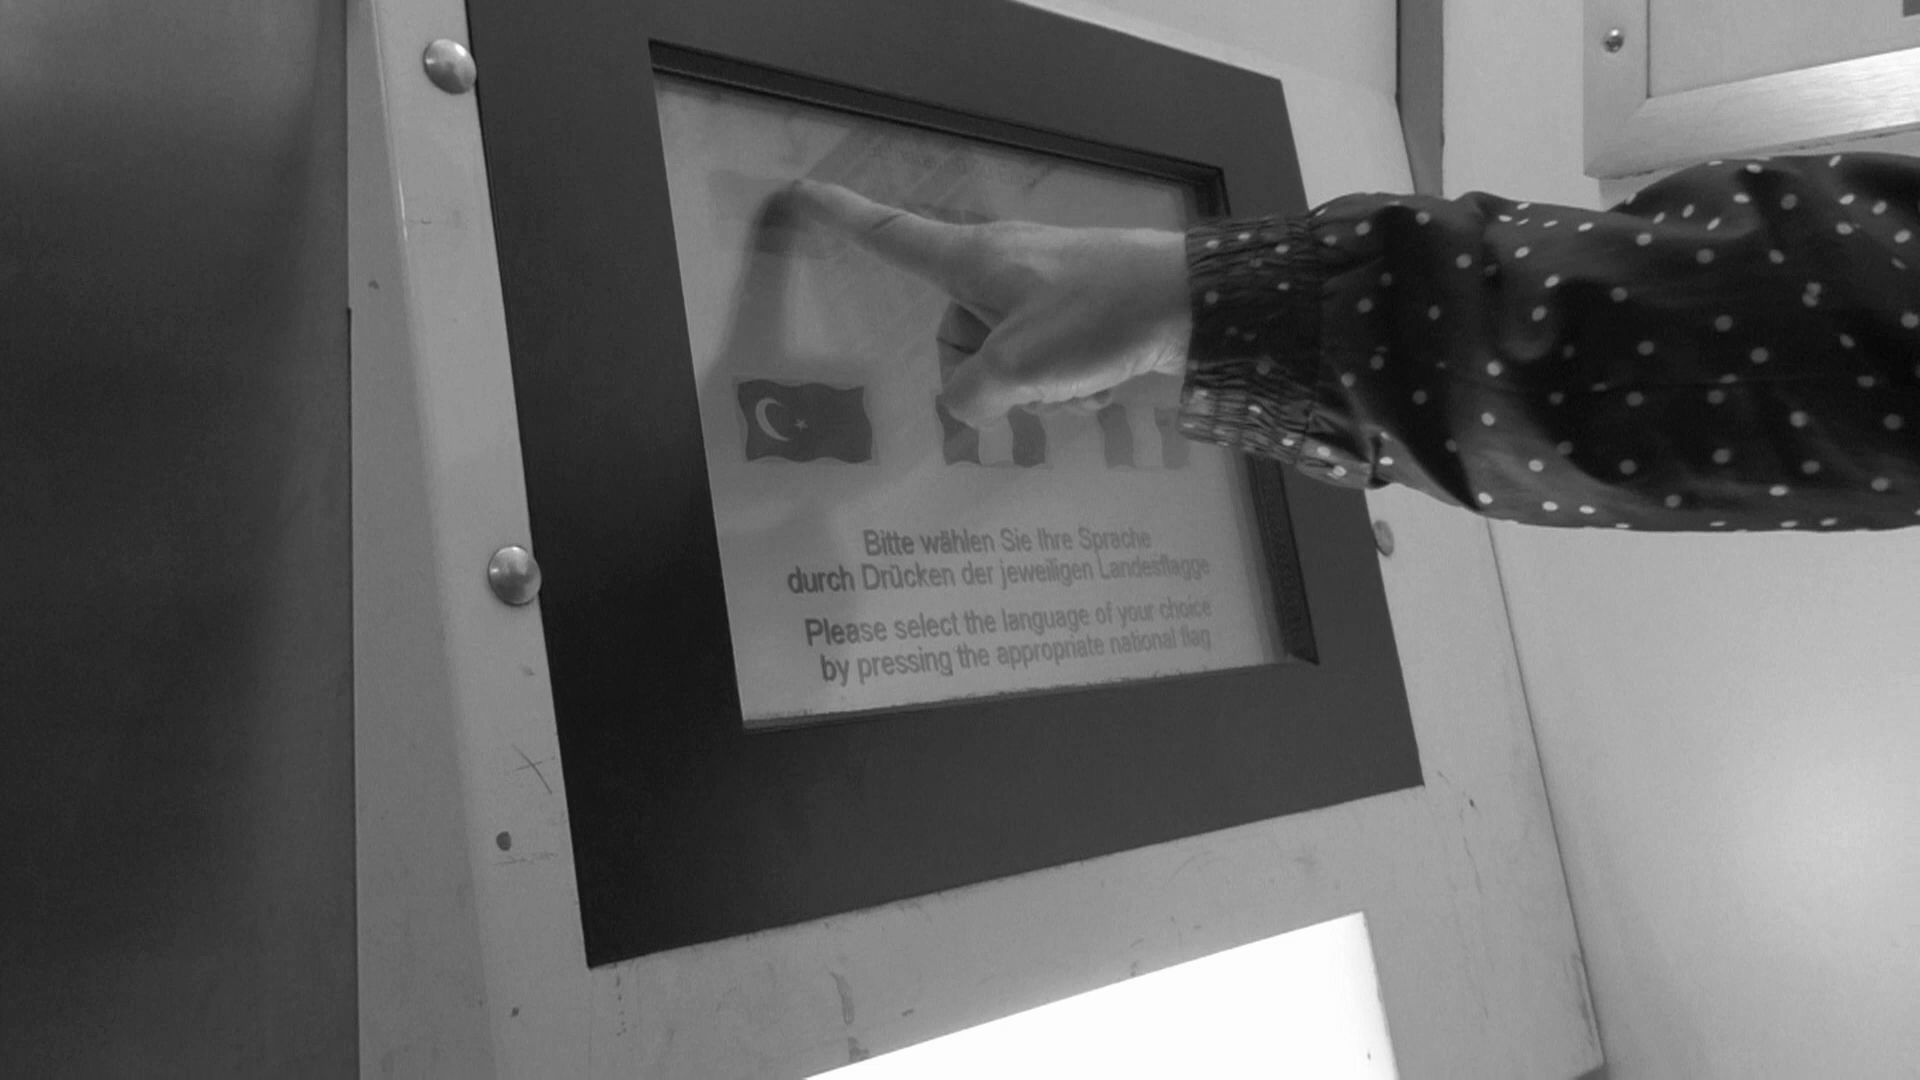 Bitte wählen Sie Ihre Sprache
durch Drücken der jeweiligen Landesflagge
Please select the language of your choice
by pressing the appropriate national flag